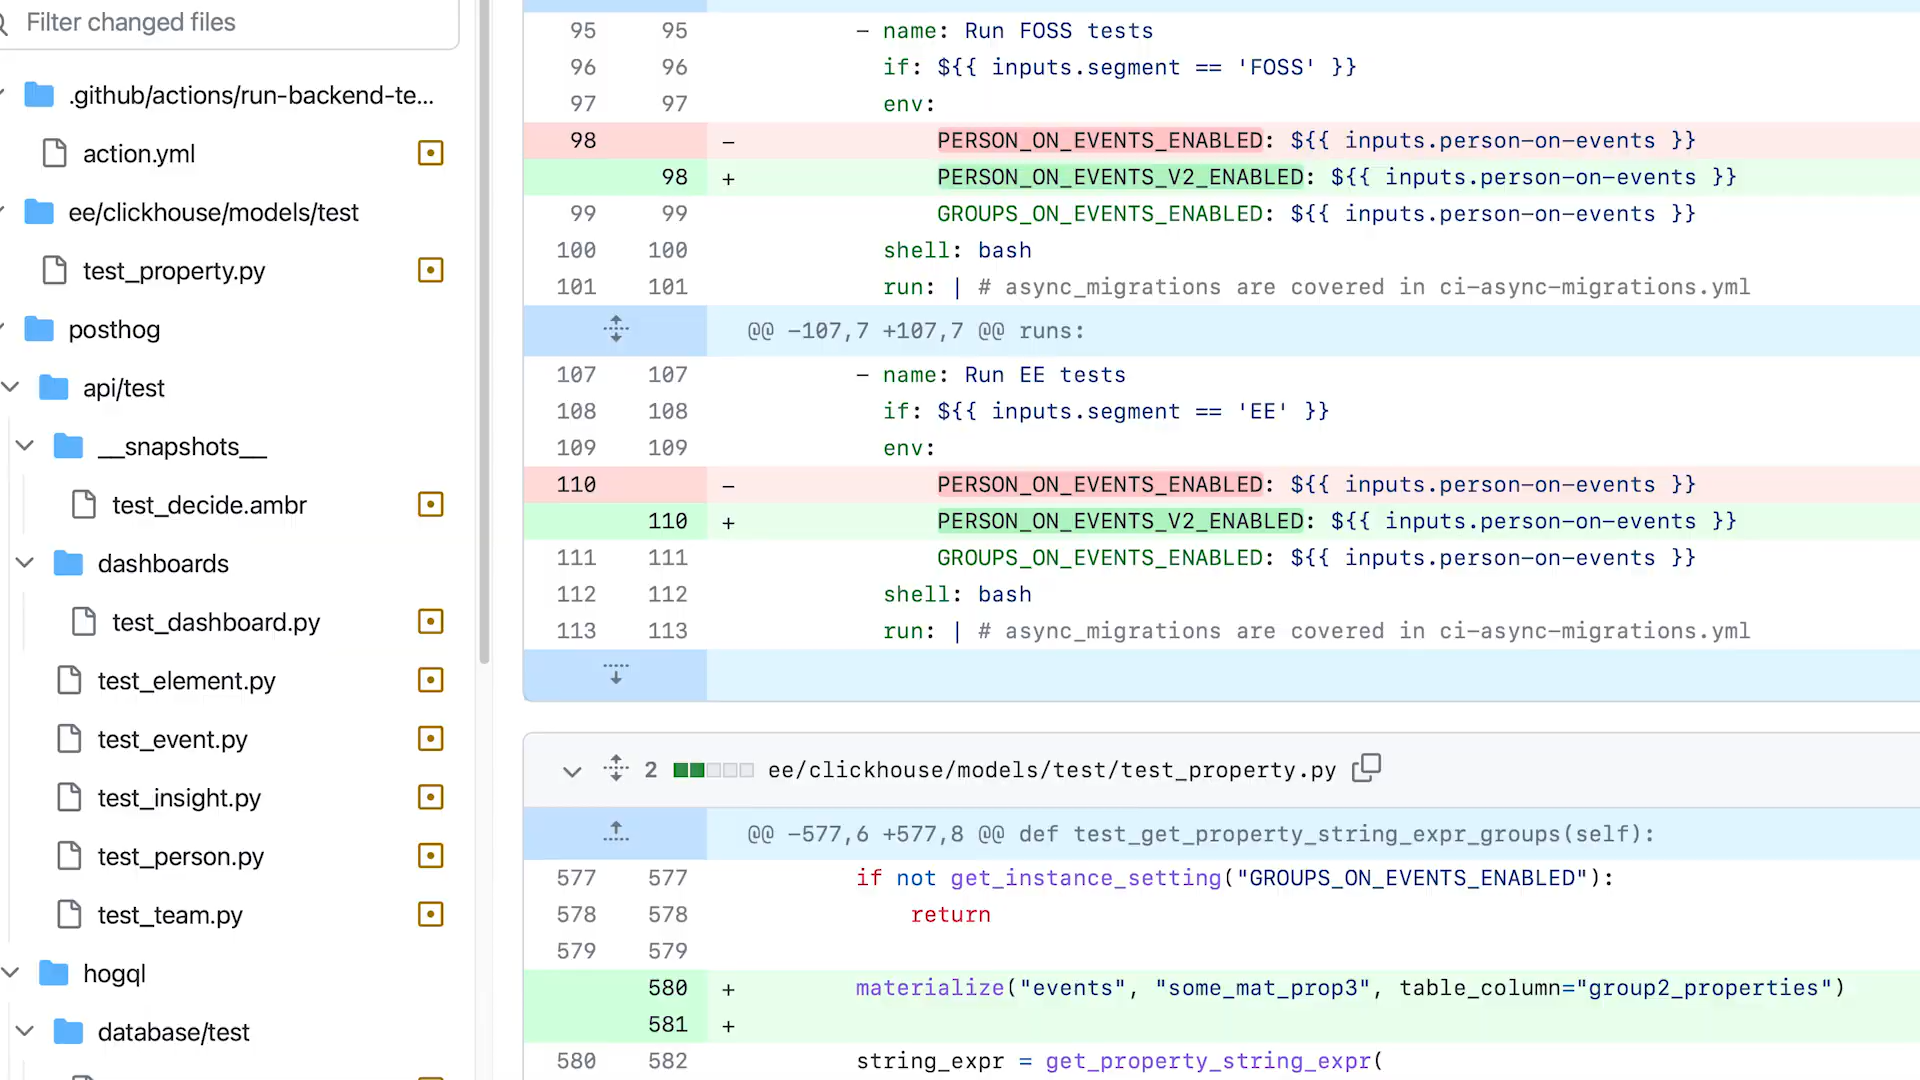 Filter changed files
.github/actions/run-backend-te...
action.yml
ee/clickhouse/models/test
test_property.py
posthog
api/test
__snapshots__
test_decide.ambr
dashboards
test_dashboard.py
test_element.py
test_event.py
test_insight.py
test_person.py
test_team.py
hogql
database/test
95 95 - name: Run FOSS tests
96 96 if: ${{ inputs.segment == 'FOSS' }}
97 97 env:
98 - PERSON_ON_EVENTS_ENABLED: ${{ inputs.person-on-events }}
98 + PERSON_ON_EVENTS_V2_ENABLED: ${{ inputs.person-on-events }}
99 99 GROUPS_ON_EVENTS_ENABLED: ${{ inputs.person-on-events }}
100 100 shell: bash
101 101 run: | # async_migrations are covered in ci-async-migrations.yml
@@ -107,7 +107,7 @@ runs:
107 107 - name: Run EE tests
108 108 if: ${{ inputs.segment == 'EE' }}
109 109 env:
110 - PERSON_ON_EVENTS_ENABLED: ${{ inputs.person-on-events }}
110 + PERSON_ON_EVENTS_V2_ENABLED: ${{ inputs.person-on-events }}
111 111 GROUPS_ON_EVENTS_ENABLED: ${{ inputs.person-on-events }}
112 112 shell: bash
113 113 run: | # async_migrations are covered in ci-async-migrations.yml
2 ee/clickhouse/models/test/test_property.py
@@ -577,6 +577,8 @@ def test_get_property_string_expr_groups(self):
577 577 if not get_instance_setting("GROUPS_ON_EVENTS_ENABLED"):
578 578 return
579 579
580 + materialize("events", "some_mat_prop3", table_column="group2_properties")
581 +
580 582 string_expr = get_property_string_expr(